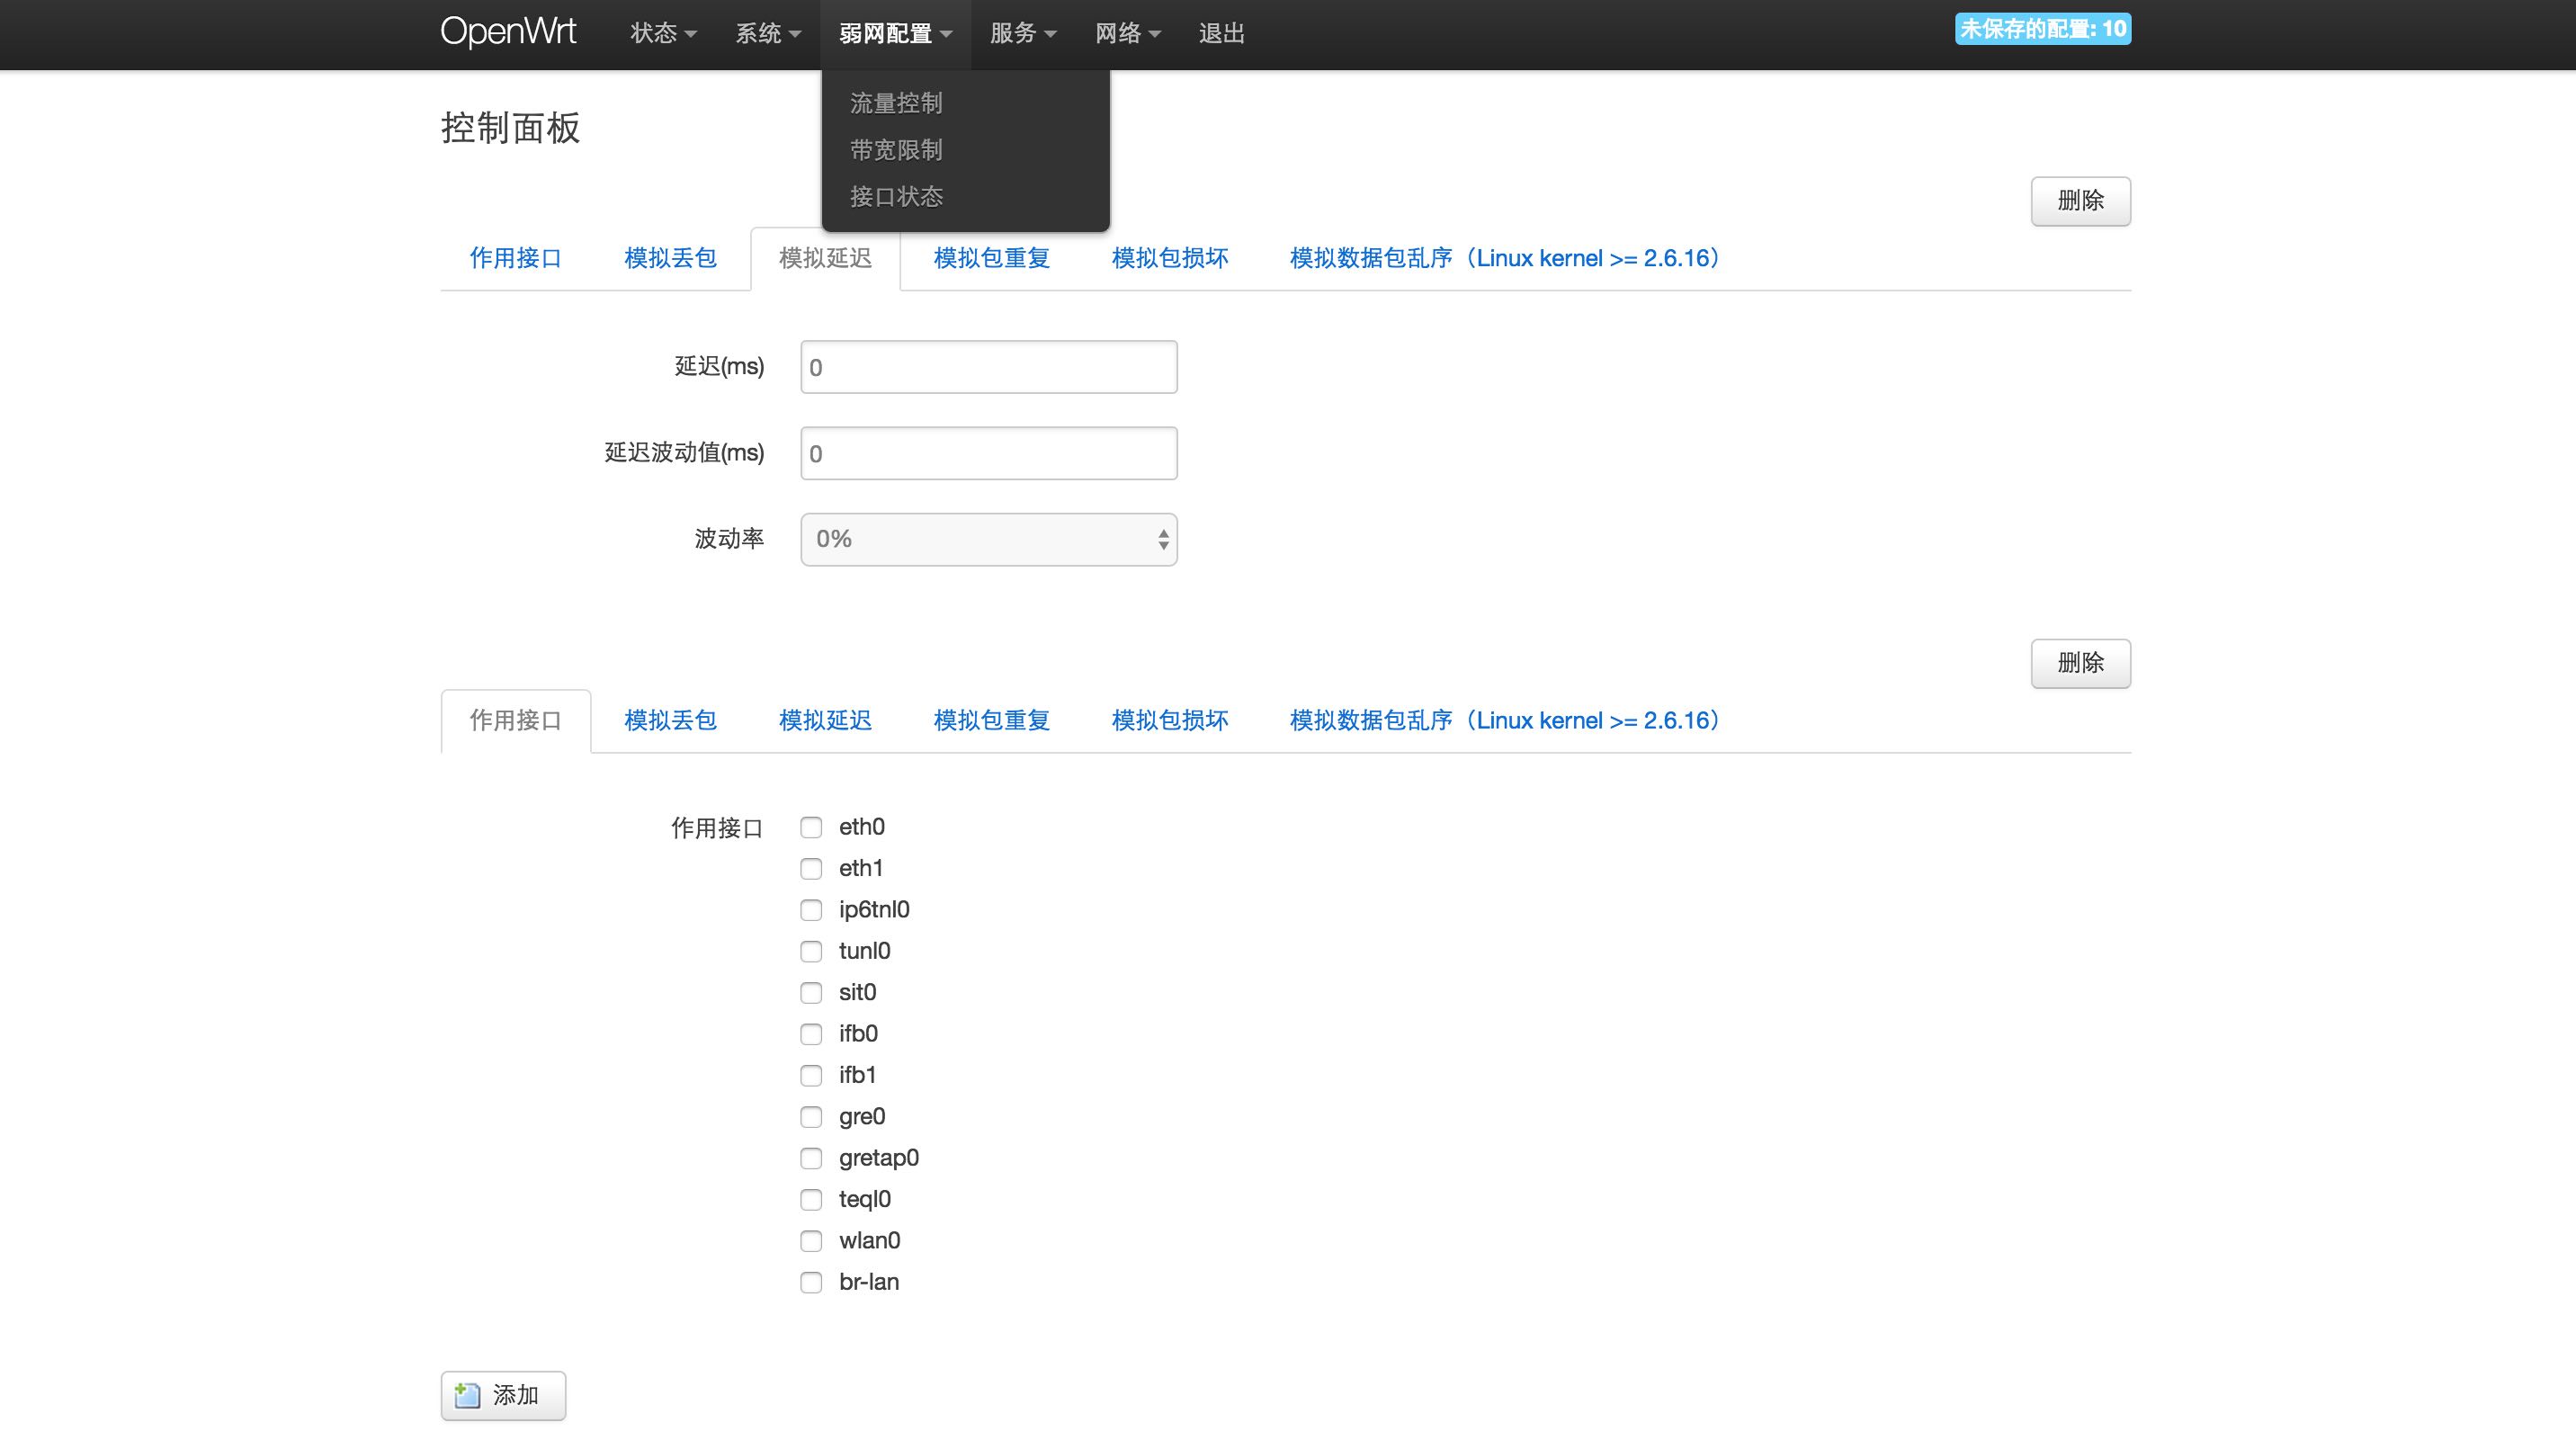 OpenWrt 状态 系统 弱网配置 服务 网络 退出 未保存的配置: 10
流量控制
带宽限制
接口状态
控制面板
删除
作用接口 模拟丢包 模拟延迟 模拟包重复 模拟包损坏 模拟数据包乱序（Linux kernel >= 2.6.16）
延迟(ms) 0
延迟波动值(ms) 0
波动率 0%
删除
作用接口 模拟丢包 模拟延迟 模拟包重复 模拟包损坏 模拟数据包乱序（Linux kernel >= 2.6.16）
作用接口 eth0
eth1
ip6tnl0
tunl0
sit0
ifb0
ifb1
gre0
gretap0
teql0
wlan0
br-lan
添加